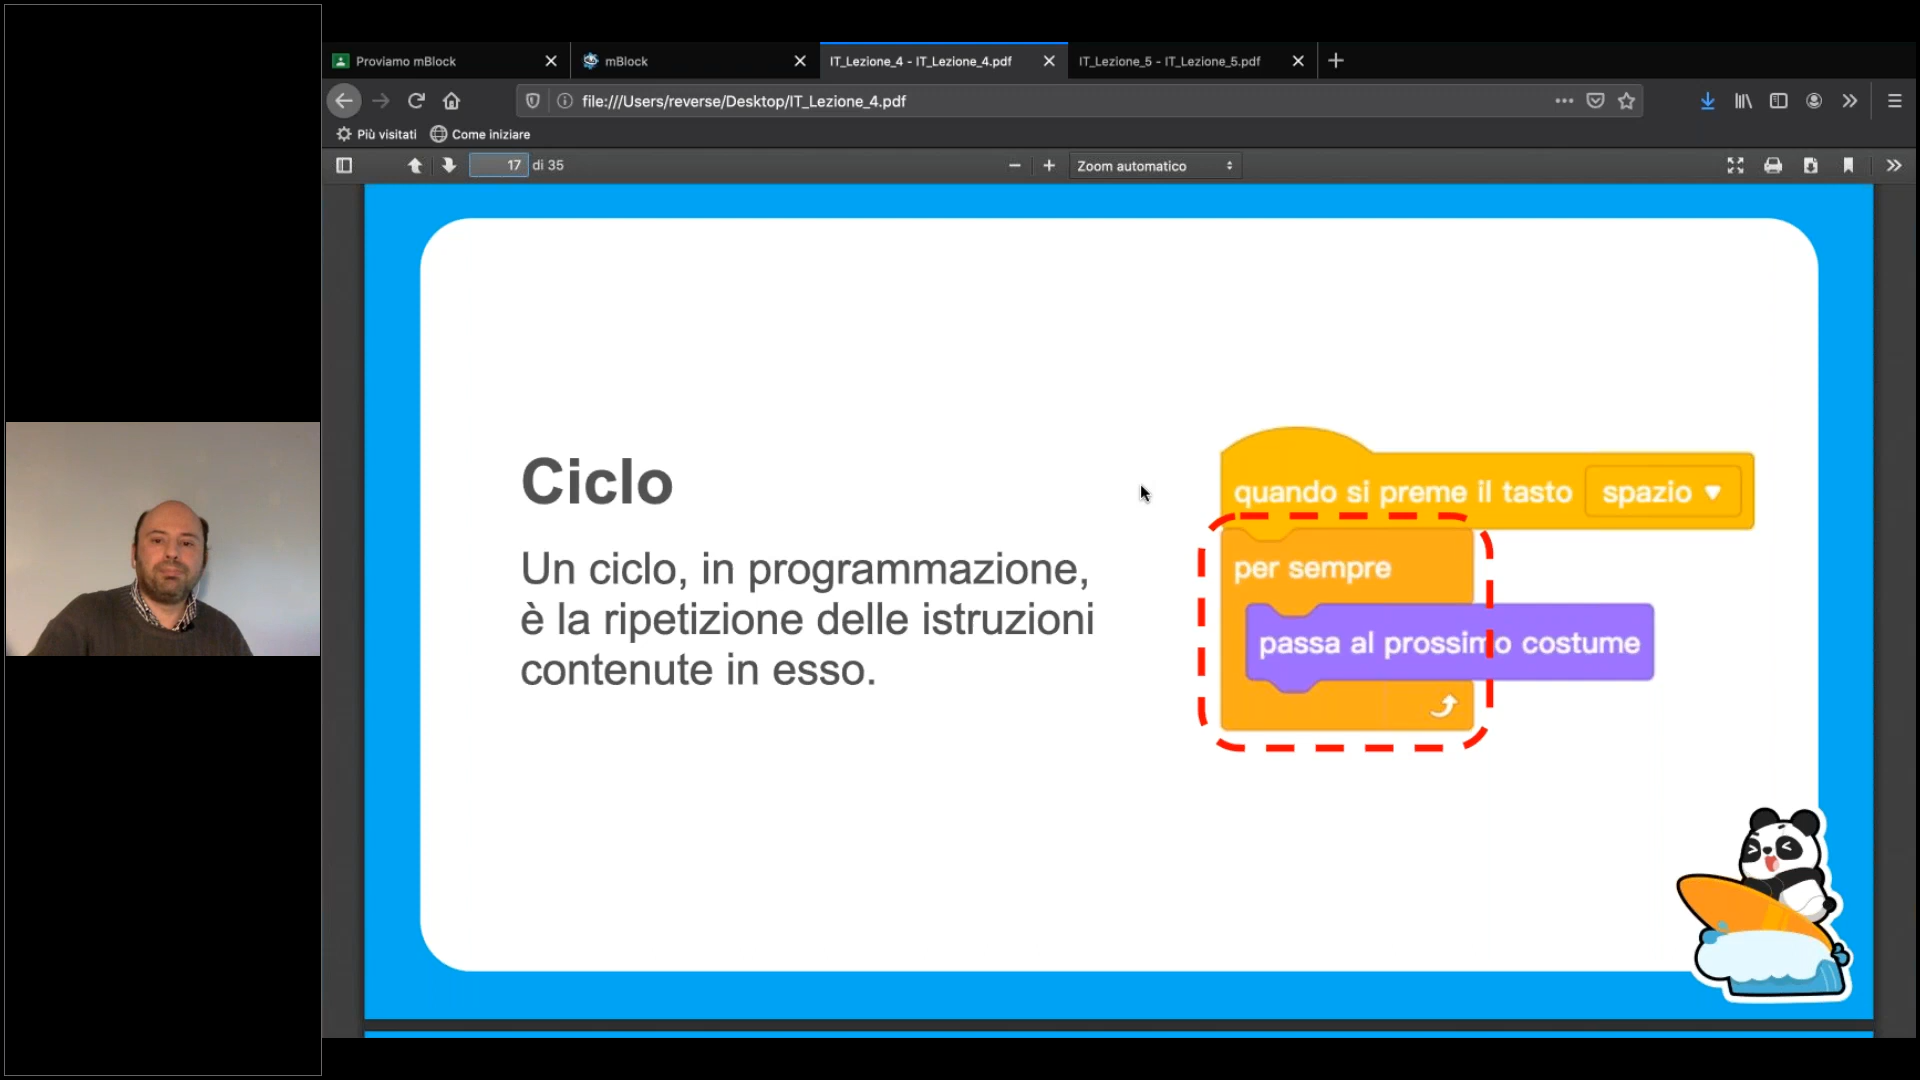 Proviamo mBlock
mBlock
IT_Lezione_4 - IT_Lezione_4.pdf
IT_Lezione_5 - IT_Lezione_5.pdf
file:///Users/reverse/Desktop/IT_Lezione_4.pdf
Più visitati
Come iniziare
17 di 35
Zoom automatico
Ciclo
Un ciclo, in programmazione,
è la ripetizione delle istruzioni
contenute in esso.
quando si preme il tasto spazio
per sempre
passa al prossimo costume